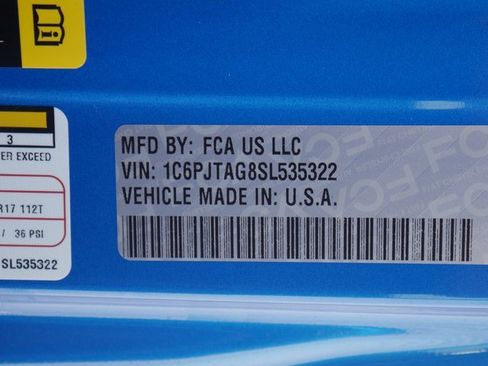 3
ER EXCEED
R17 112T
/ 36 PSI
SL535322
MFD BY: FCA US LLC
VIN: 1C6PJTAG8SL535322
VEHICLE MADE IN: U.S.A.